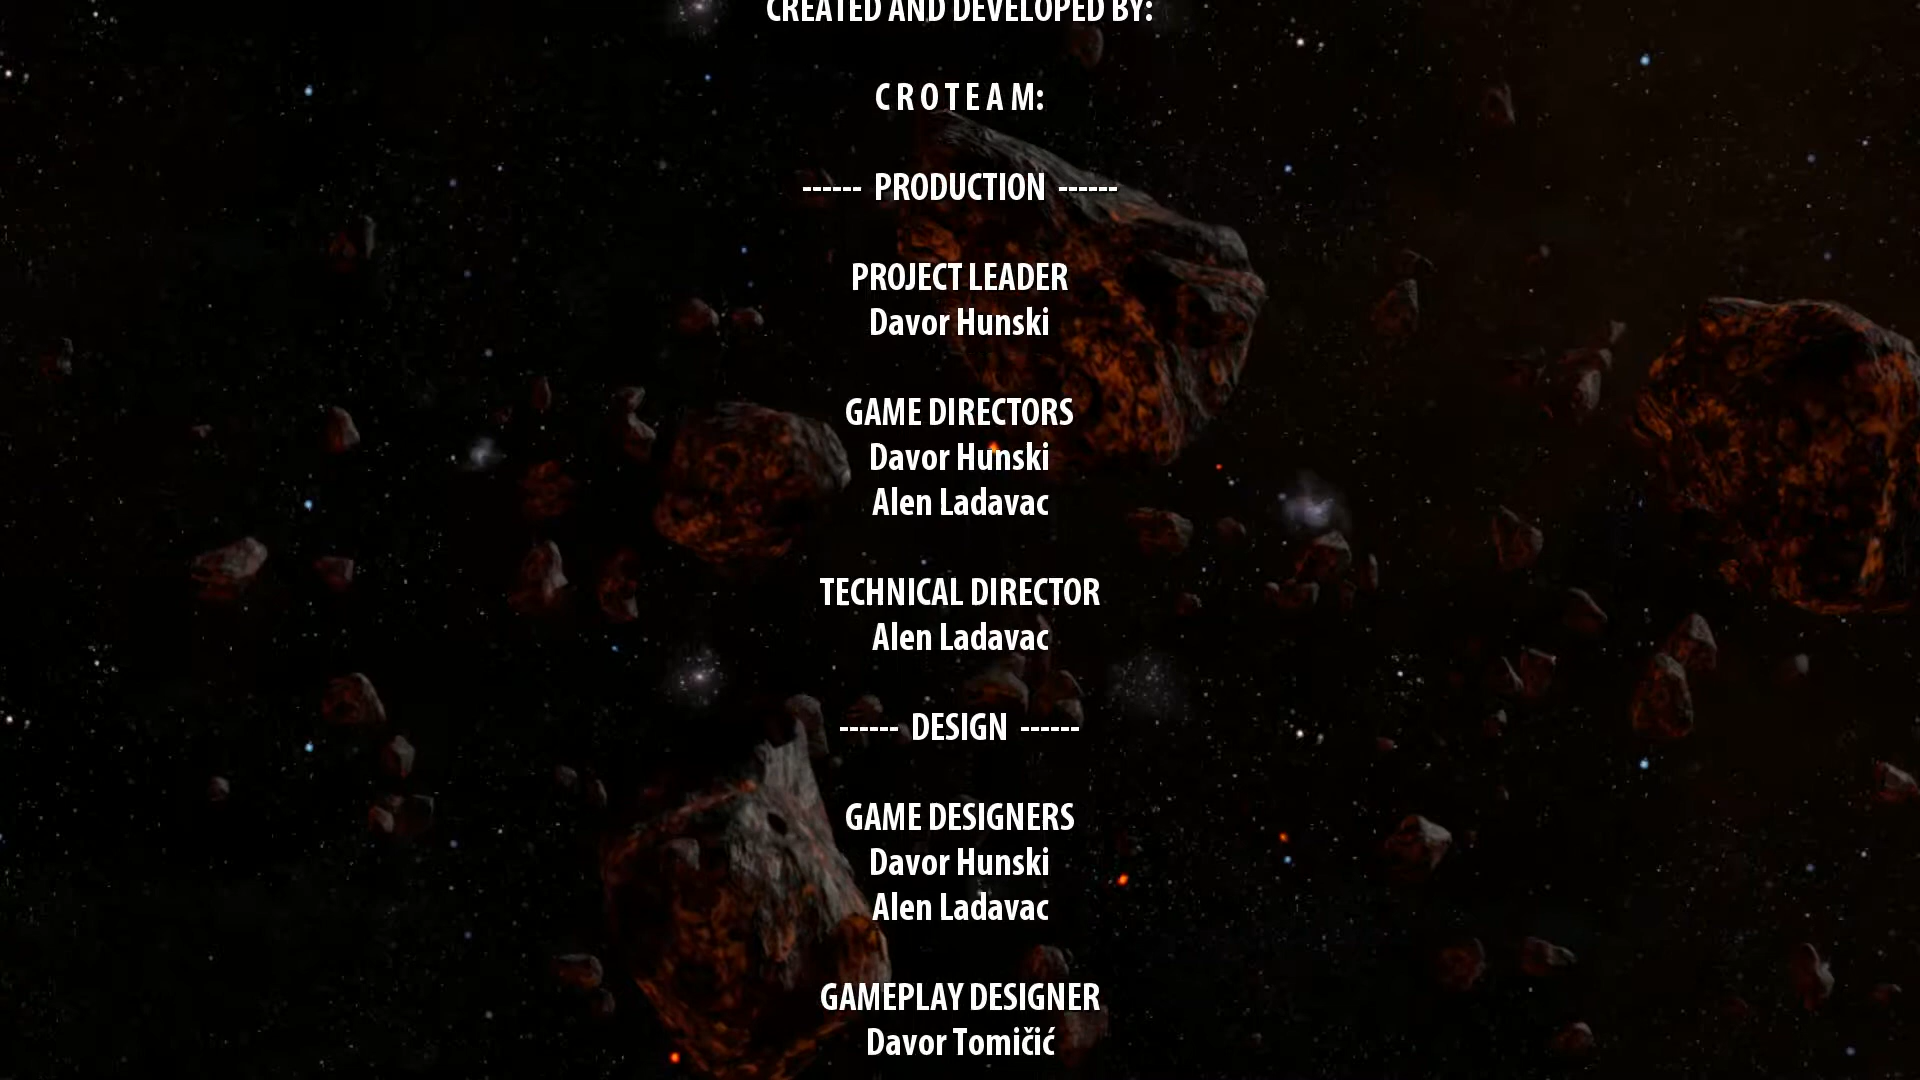 CREATED AND DEVELOPED BY:
C R O T E A M:
------ PRODUCTION ------
PROJECT LEADER
Davor Hunski
GAME DIRECTORS
Davor Hunski
Alen Ladavac
TECHNICAL DIRECTOR
Alen Ladavac
------ DESIGN ------
GAME DESIGNERS
Davor Hunski
Alen Ladavac
GAMEPLAY DESIGNER
Davor Tomičić